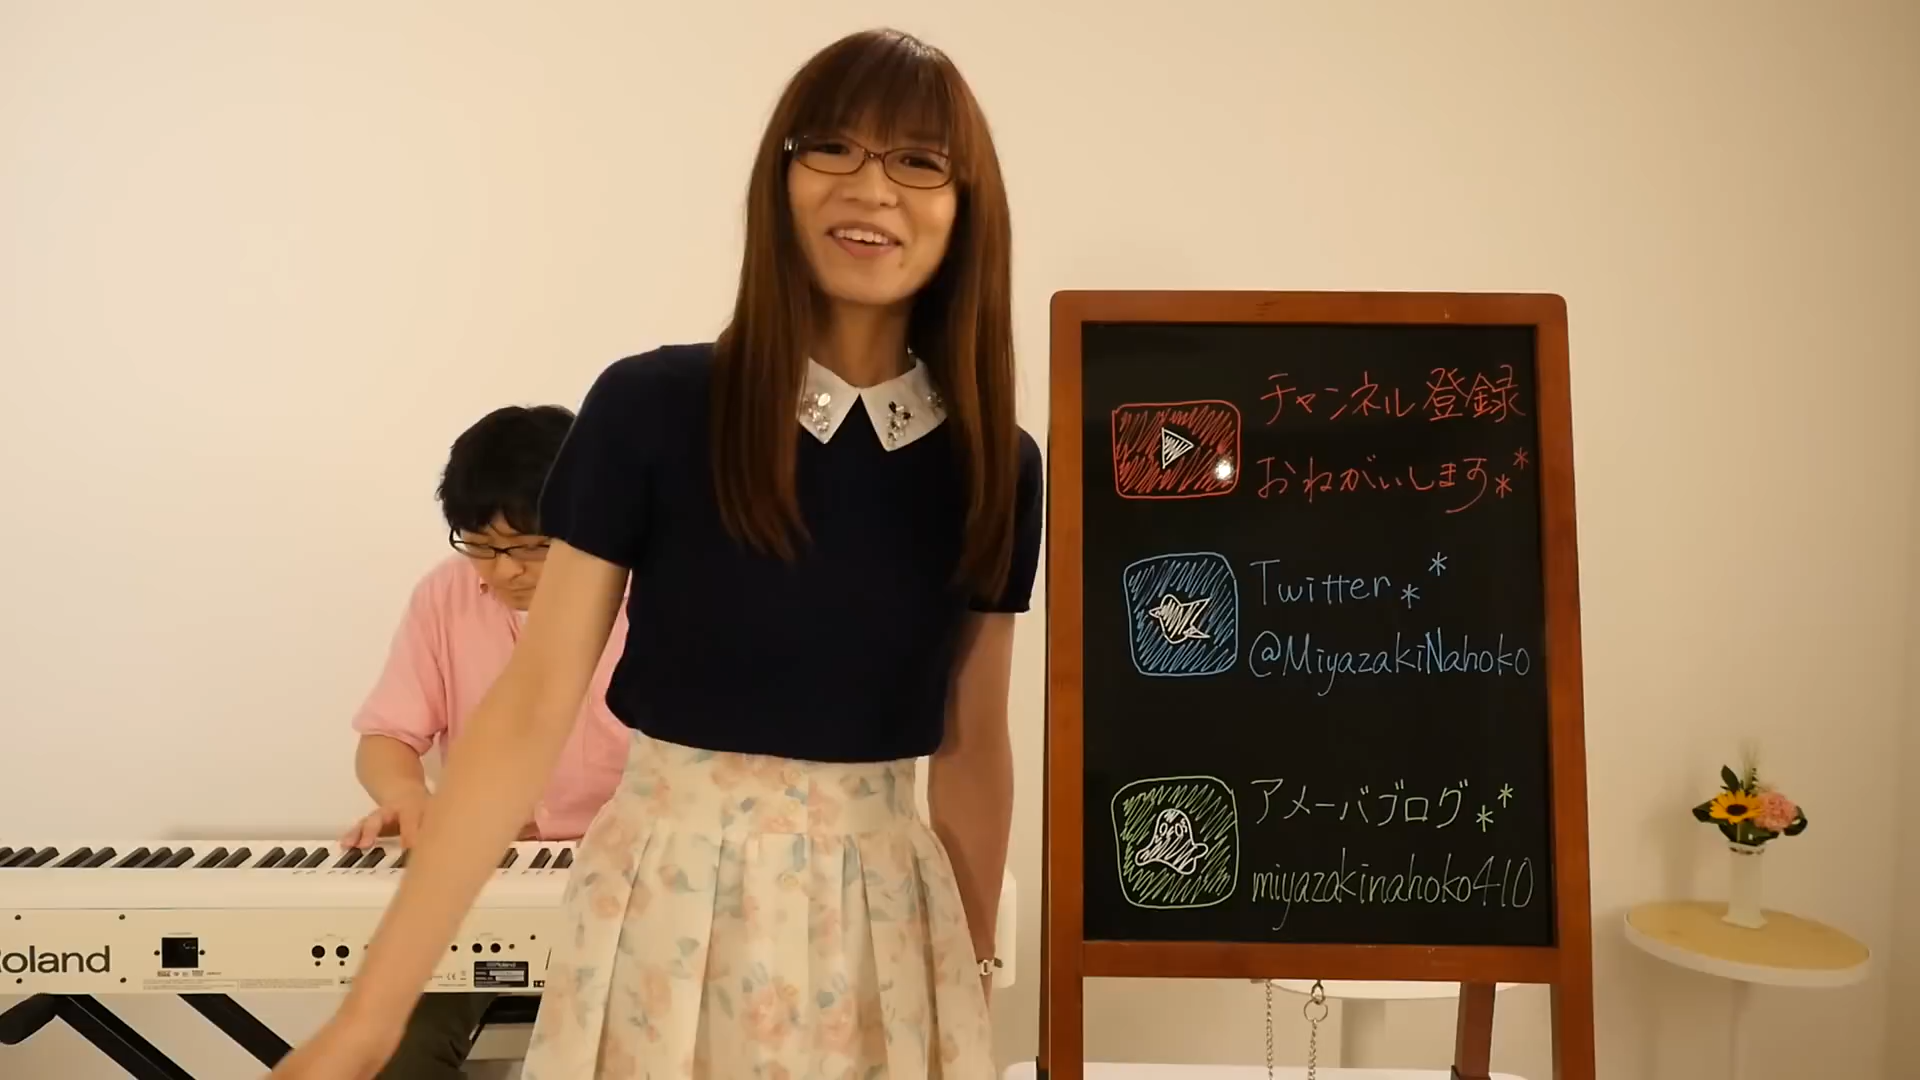 チャンネル登録
おねがいします**
Twitter**
@MiyazakiNahoko
アメーバブログ**
miyazakinahoko410
oland